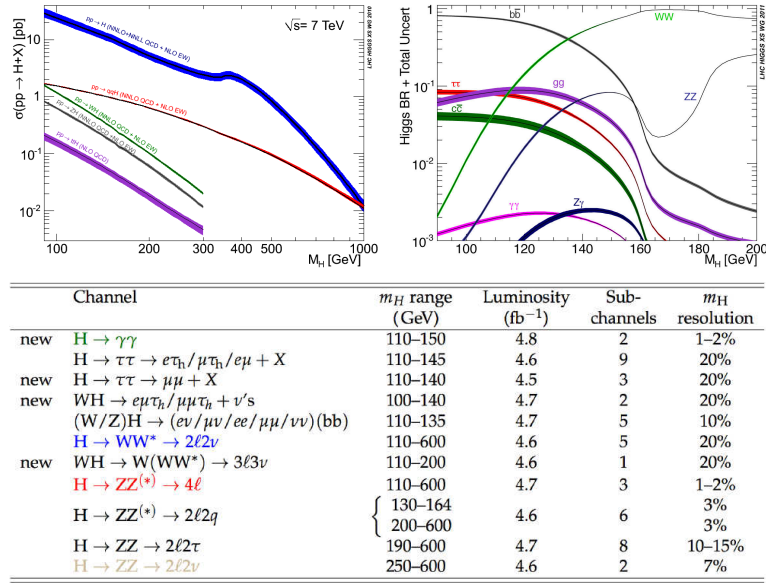 √s= 7 TeV
LHC HIGGS XS WG 2010
σ(pp → H+X) [pb]
10
1
10⁻¹
10⁻²
pp → H (NNLO+NNLL QCD + NLO EW)
pp → qqH (NNLO QCD + NLO EW)
pp → WH (NNLO QCD + NLO EW)
pp → ZH (NNLO QCD +NLO EW)
pp → ttH (NLO QCD)
100 200 300 400 500 1000
M_H [GeV]
LHC HIGGS XS WG 2011
Higgs BR + Total Uncert
1
10⁻¹
10⁻²
10⁻³
bb̄
WW
ττ
gg
ZZ
cc̄
γγ
Zγ
100 120 140 160 180 200
M_H [GeV]
Channel m_H range Luminosity Sub- m_H
(GeV) (fb⁻¹) channels resolution
new H → γγ 110–150 4.8 2 1–2%
H → ττ → eτ_h/μτ_h/eμ + X 110–145 4.6 9 20%
new H → ττ → μμ + X 110–140 4.5 3 20%
new WH → eμτ_h/μμτ_h + ν's 100–140 4.7 2 20%
(W/Z)H → (eν/μν/ee/μμ/νν)(bb) 110–135 4.7 5 10%
H → WW* → 2ℓ2ν 110–600 4.6 5 20%
new WH → W(WW*) → 3ℓ3ν 110–200 4.6 1 20%
H → ZZ(*) → 4ℓ 110–600 4.7 3 1–2%
H → ZZ(*) → 2ℓ2q { 130–164 4.6 6 3%
200–600 3%
H → ZZ → 2ℓ2τ 190–600 4.7 8 10–15%
H → ZZ → 2ℓ2ν 250–600 4.6 2 7%